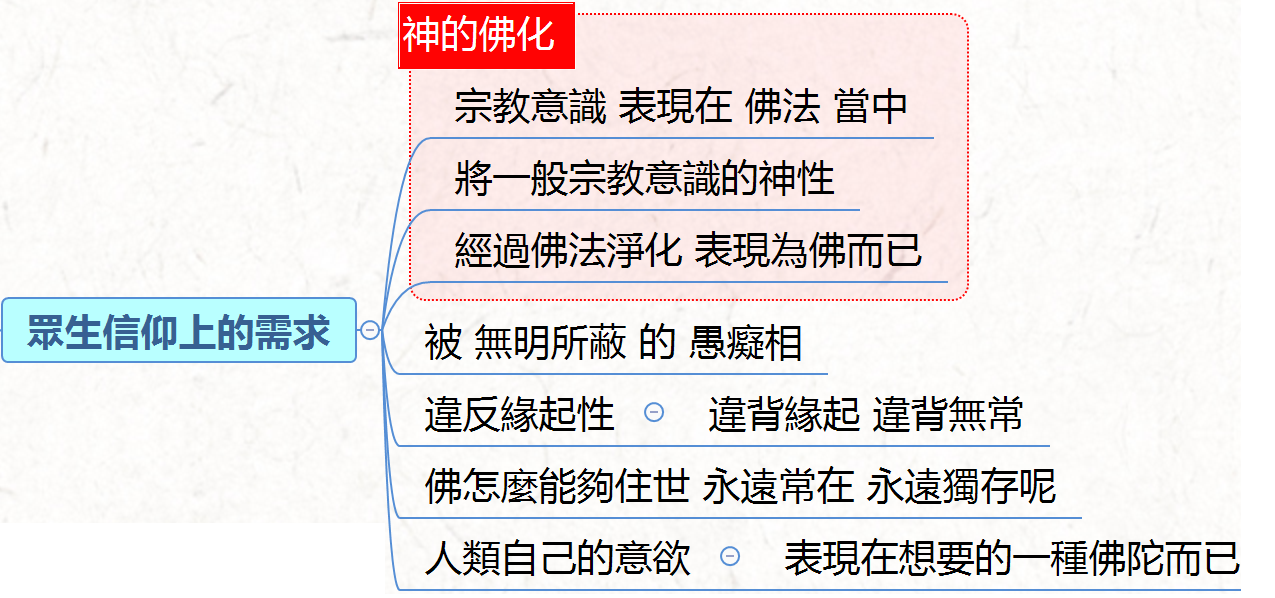 神的佛化
宗教意識 表現在 佛法 當中
將一般宗教意識的神性
經過佛法淨化 表現為佛而已
眾生信仰上的需求
被 無明所蔽 的 愚癡相
違反緣起性 違背緣起 違背無常
佛怎麼能夠住世 永遠常在 永遠獨存呢
人類自己的意欲 表現在想要的一種佛陀而已